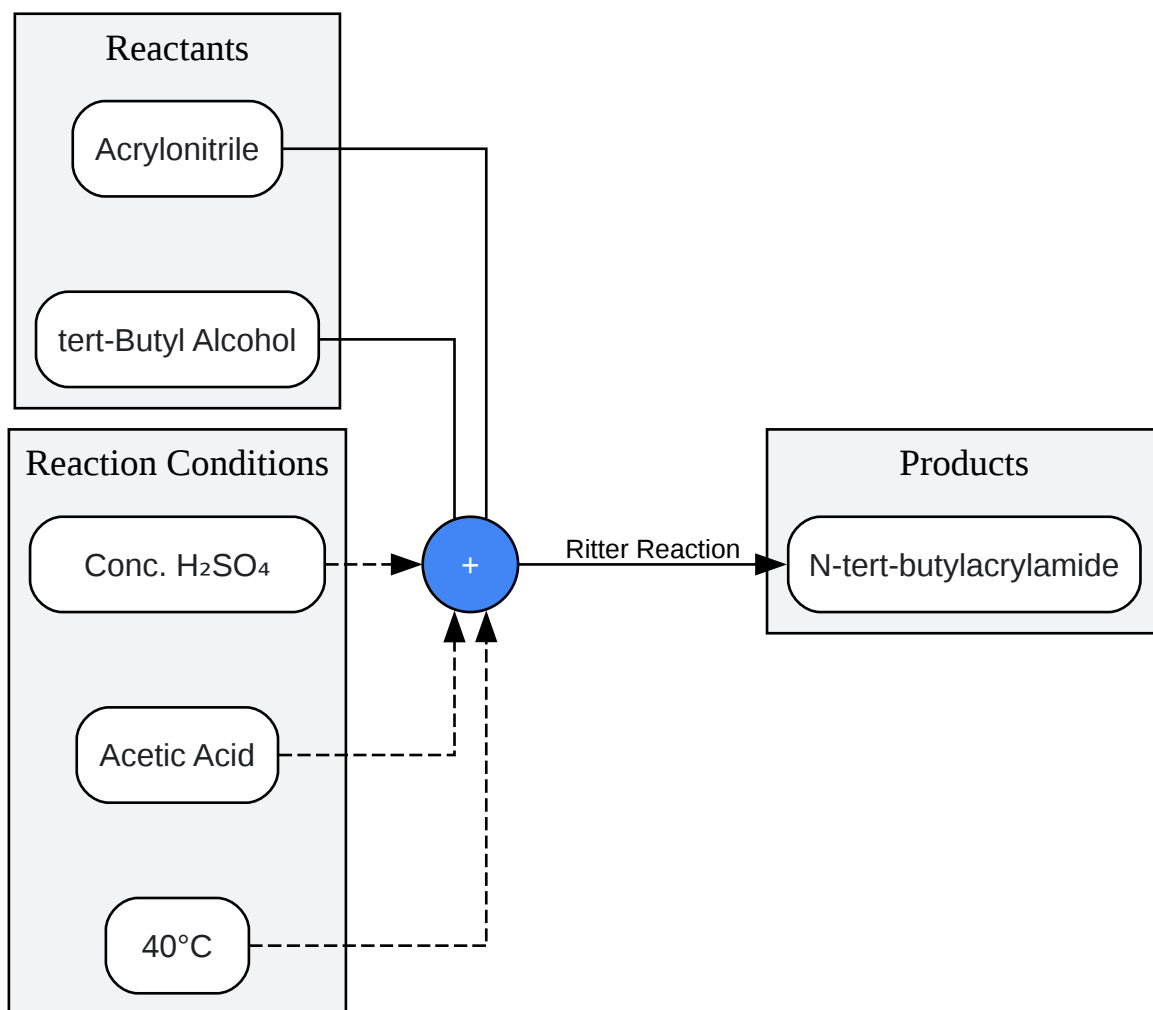 Reactants
Acrylonitrile
tert-Butyl Alcohol
Reaction Conditions
Conc. H₂SO₄
Acetic Acid
40°C
+
Ritter Reaction
Products
N-tert-butylacrylamide